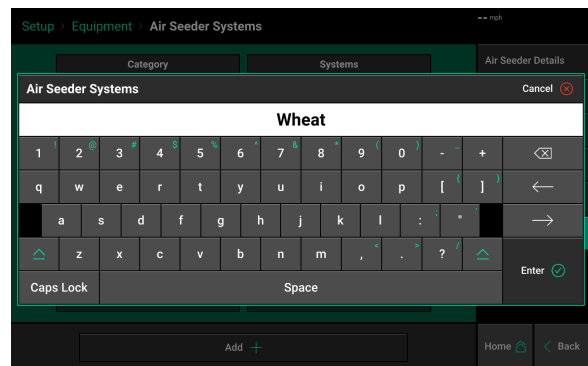 Setup > Equipment > Air Seeder Systems
-- mph
Category Systems Air Seeder Details
Air Seeder Systems Cancel
Wheat
1 ! 2 @ 3 # 4 $ 5 % 6 ^ 7 & 8 * 9 ( 0 ) - _ +
q w e r t y u i o p [ { ] }
a s d f g h j k l : ; " '
z x c v b n m , < . > ? /
Enter
Caps Lock Space
Add + Home < Back